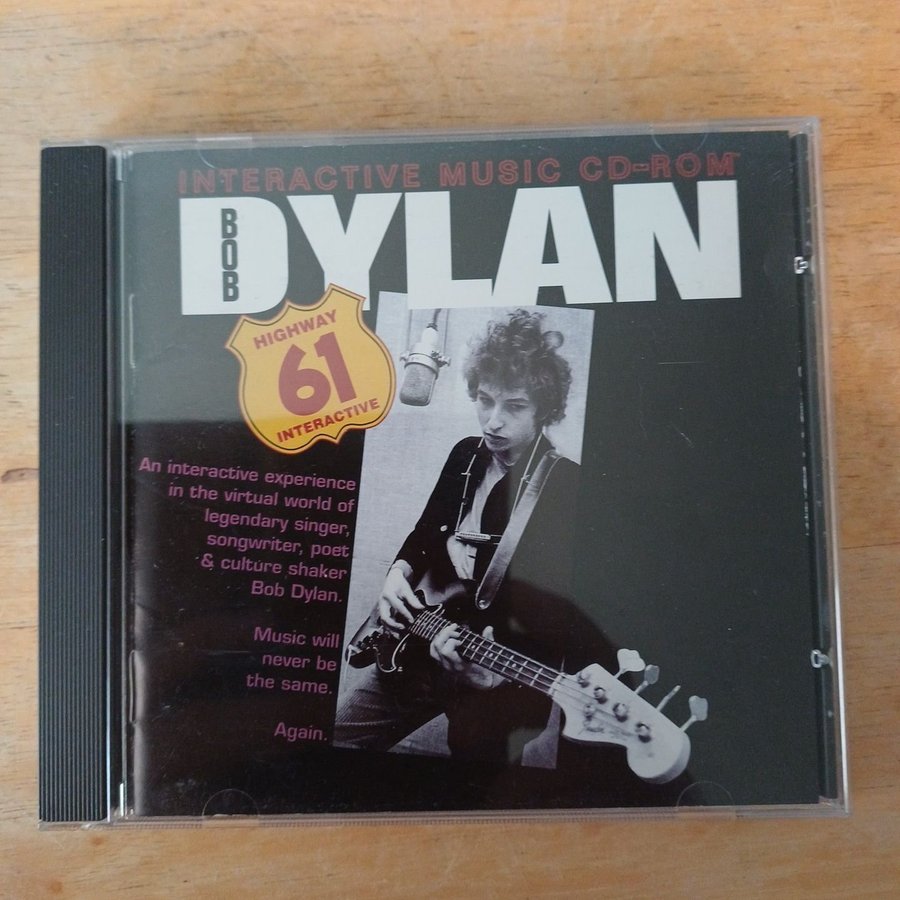 INTERACTIVE MUSIC CD-ROM
BOB
DYLAN
HIGHWAY
61
INTERACTIVE
An interactive experience
in the virtual world of
legendary singer,
songwriter, poet
& culture shaker
Bob Dylan.
Music will
never be
the same.
Again.